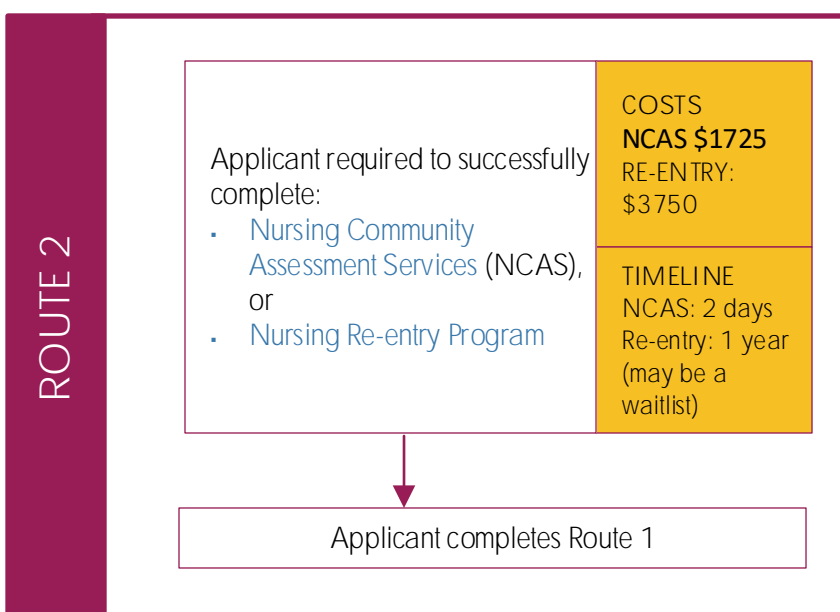 ROUTE 2
Applicant required to successfully
complete:
▪ Nursing Community
Assessment Services (NCAS),
or
▪ Nursing Re-entry Program
COSTS
NCAS $1725
RE-ENTRY:
$3750
TIMELINE
NCAS: 2 days
Re-entry: 1 year
(may be a
waitlist)
Applicant completes Route 1